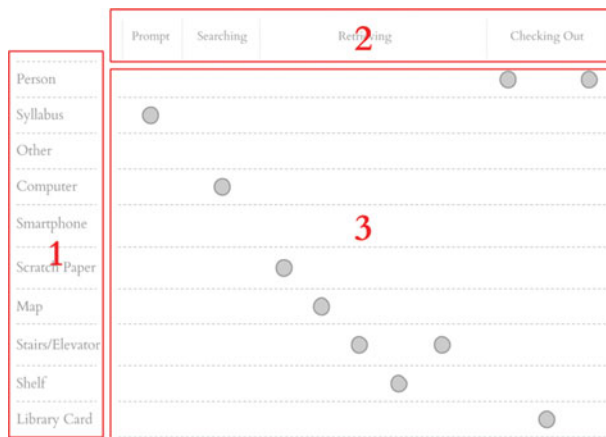 Prompt Searching Retrieving Checking Out
2
Person
Syllabus
Other
Computer
Smartphone
1
3
Scratch Paper
Map
Stairs/Elevator
Shelf
Library Card